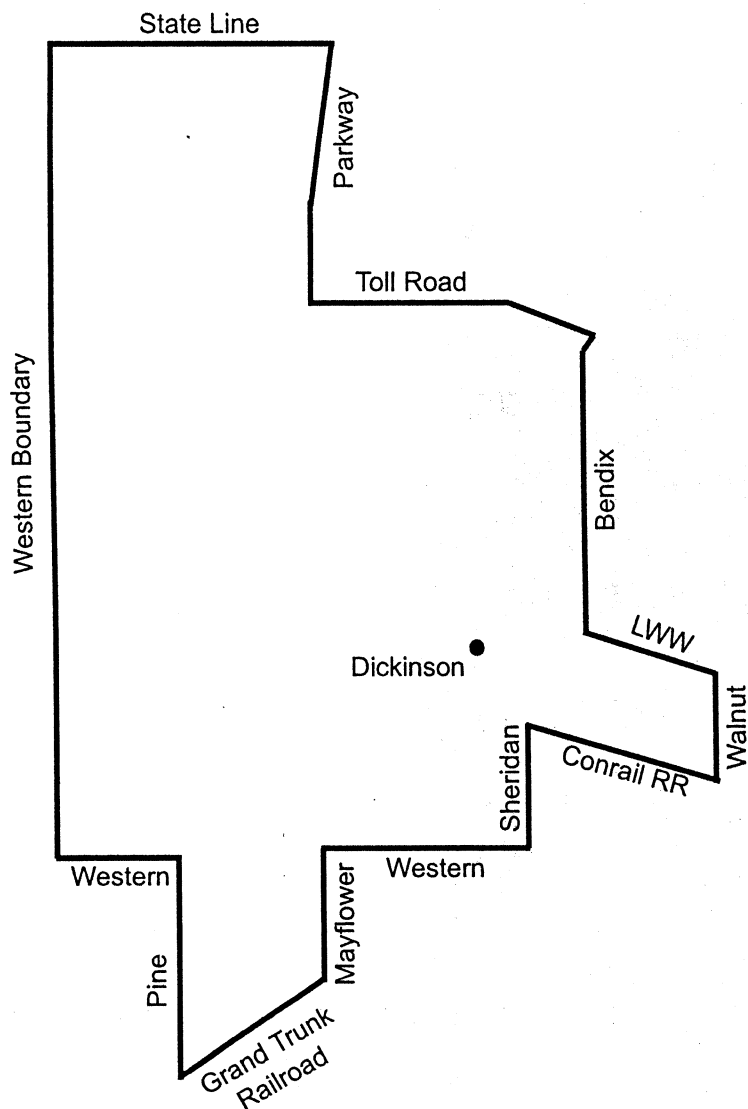 State Line
Parkway
Toll Road
Western Boundary
Bendix
LWW
Dickinson
Walnut
Sheridan
Conrail RR
Western
Western
Mayflower
Pine
Grand Trunk
Railroad